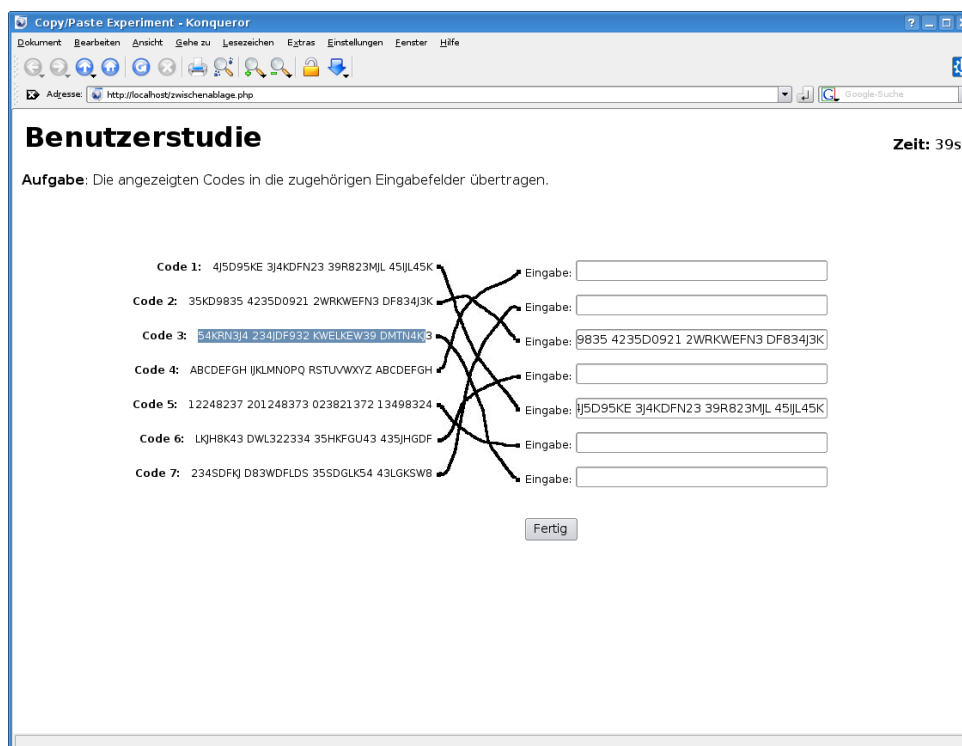 Copy/Paste Experiment - Konqueror
Dokument Bearbeiten Ansicht Gehe zu Lesezeichen Extras Einstellungen Fenster Hilfe
Adresse: http://localhost/zwischenablage.php Google-Suche
Benutzerstudie
Zeit: 39s
Aufgabe: Die angezeigten Codes in die zugehörigen Eingabefelder übertragen.
Code 1: 4J5D95KE 3J4KDFN23 39R823MJL 45IJL45K
Eingabe:
Code 2: 35KD9835 4235D0921 2WRKWEFN3 DF834J3K
Eingabe:
Code 3: 54KRN3J4 234JDF932 KWELKEW39 DMTN4KJ3
Eingabe: 9835 4235D0921 2WRKWEFN3 DF834J3K
Code 4: ABCDEFGH IJKLMNOPQ RSTUVWXYZ ABCDEFGH
Eingabe:
Code 5: 12248237 201248373 023821372 13498324
Eingabe: 4J5D95KE 3J4KDFN23 39R823MJL 45IJL45K
Code 6: LKJH8K43 DWL322334 35HKFGU43 435JHGDF
Eingabe:
Code 7: 234SDFKJ D83WDFLDS 35SDGLK54 43LGKSW8
Eingabe:
Fertig